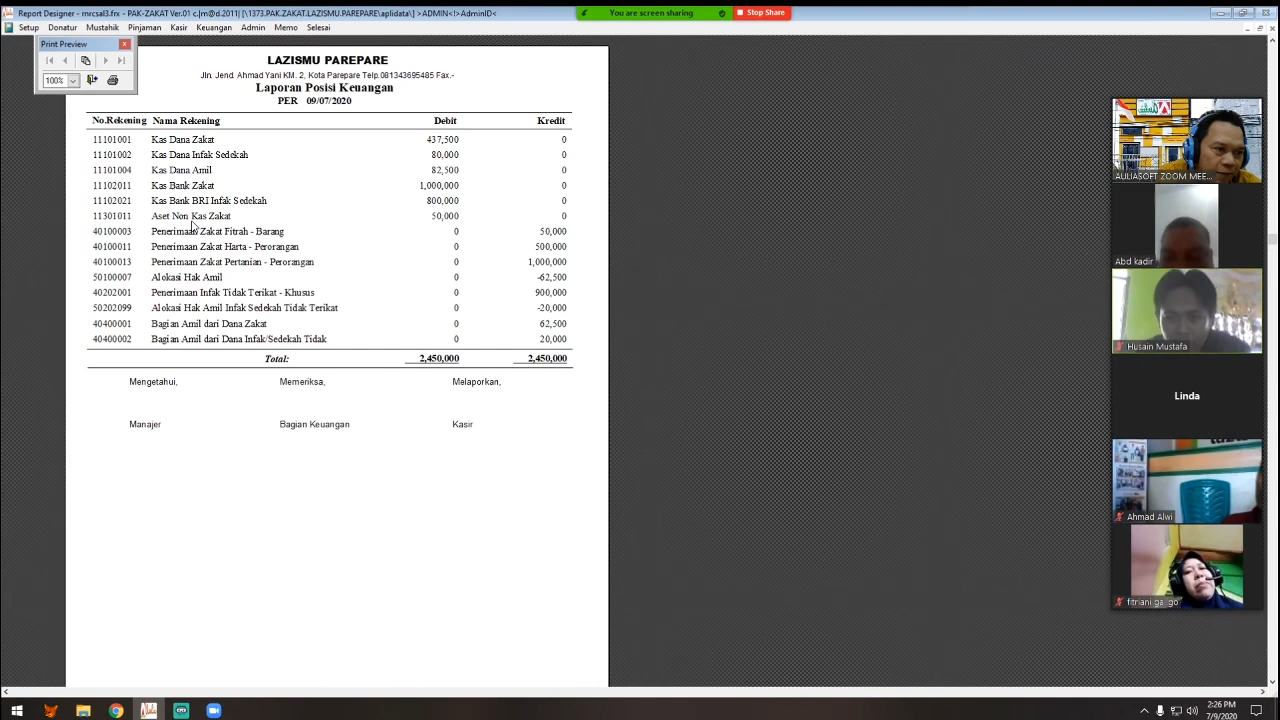 Report Designer - rnrcsal3.frx - PAK-ZAKAT Ver.01 c.|m@d.2011| [\1373.PAK.ZAKAT.LAZISMU.PAREPARE\aplidata\] >ADMIN<!>AdminID<
You are screen sharing
Stop Share
Setup Donatur Mustahik Pinjaman Kasir Keuangan Admin Memo Selesai
Print Preview
100%
LAZISMU PAREPARE
Jln. Jend. Ahmad Yani KM. 2, Kota Parepare Telp.081343695485 Fax.-
Laporan Posisi Keuangan
PER 09/07/2020
No.Rekening Nama Rekening Debit Kredit
11101001 Kas Dana Zakat 437,500 0
11101002 Kas Dana Infak Sedekah 80,000 0
11101004 Kas Dana Amil 82,500 0
11102011 Kas Bank Zakat 1,000,000 0
11102021 Kas Bank BRI Infak Sedekah 800,000 0
11301011 Aset Non Kas Zakat 50,000 0
40100003 Penerimaan Zakat Fitrah - Barang 0 50,000
40100011 Penerimaan Zakat Harta - Perorangan 0 500,000
40100013 Penerimaan Zakat Pertanian - Perorangan 0 1,000,000
50100007 Alokasi Hak Amil 0 -62,500
40202001 Penerimaan Infak Tidak Terikat - Khusus 0 900,000
50202099 Alokasi Hak Amil Infak Sedekah Tidak Terikat 0 -20,000
40400001 Bagian Amil dari Dana Zakat 0 62,500
40400002 Bagian Amil dari Dana Infak/Sedekah Tidak 0 20,000
Total: 2,450,000 2,450,000
Mengetahui, Memeriksa, Melaporkan,
Manajer Bagian Keuangan Kasir
AULIASOFT ZOOM MEE...
Abd kadir
Husain Mustafa
Linda
Ahmad Alwi
fitriani ga go
2:26 PM
7/9/2020